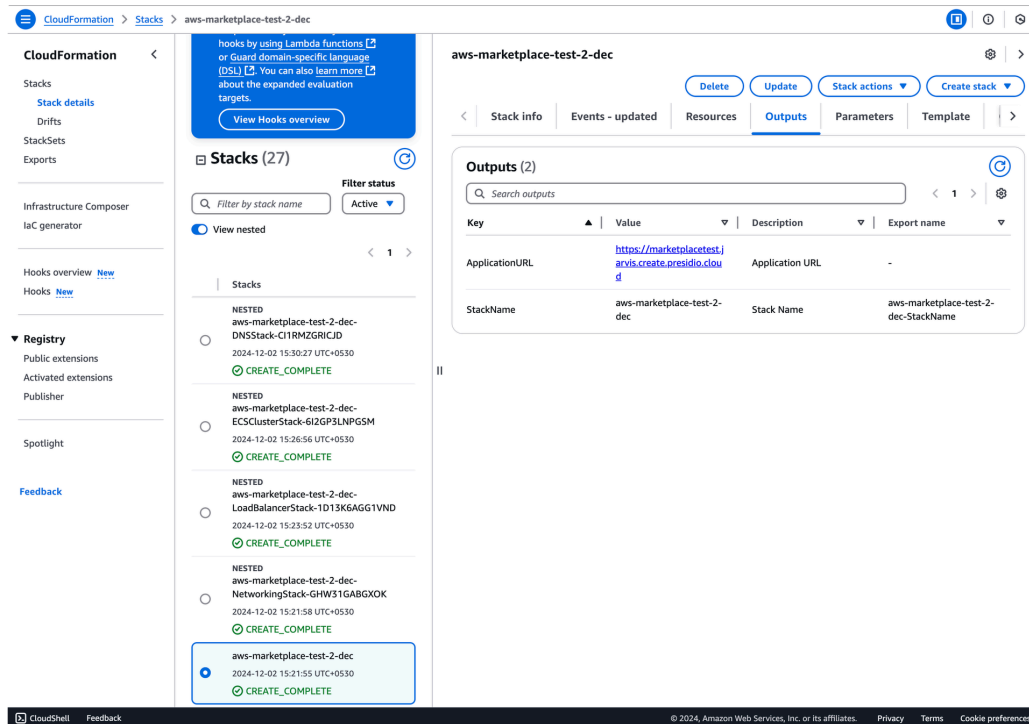 CloudFormation > Stacks > aws-marketplace-test-2-dec
CloudFormation
Stacks
Stack details
Drifts
StackSets
Exports
Infrastructure Composer
IaC generator
Hooks overview New
Hooks New
Registry
Public extensions
Activated extensions
Publisher
Spotlight
Feedback
hooks by using Lambda functions
or Guard domain-specific language
(DSL). You can also learn more
about the expanded evaluation
targets.
View Hooks overview
Stacks (27)
Filter status
Filter by stack name
Active
View nested
< 1 >
Stacks
NESTED
aws-marketplace-test-2-dec-
DNSStack-CI1RMZGRICJD
2024-12-02 15:30:27 UTC+0530
CREATE_COMPLETE
NESTED
aws-marketplace-test-2-dec-
ECSClusterStack-6I2GP3LNPGSM
2024-12-02 15:26:56 UTC+0530
CREATE_COMPLETE
NESTED
aws-marketplace-test-2-dec-
LoadBalancerStack-1D13K6AGG1VND
2024-12-02 15:23:52 UTC+0530
CREATE_COMPLETE
NESTED
aws-marketplace-test-2-dec-
NetworkingStack-GHW31GABGXOK
2024-12-02 15:21:58 UTC+0530
CREATE_COMPLETE
aws-marketplace-test-2-dec
2024-12-02 15:21:55 UTC+0530
CREATE_COMPLETE
aws-marketplace-test-2-dec
Delete Update Stack actions Create stack
Stack info Events - updated Resources Outputs Parameters Template
Outputs (2)
Search outputs
< 1 >
Key Value Description Export name
ApplicationURL https://marketplacetest.j Application URL -
arvis.create.presidio.clou
d
StackName aws-marketplace-test-2- Stack Name aws-marketplace-test-2-
dec dec-StackName
CloudShell Feedback © 2024, Amazon Web Services, Inc. or its affiliates. Privacy Terms Cookie preferences